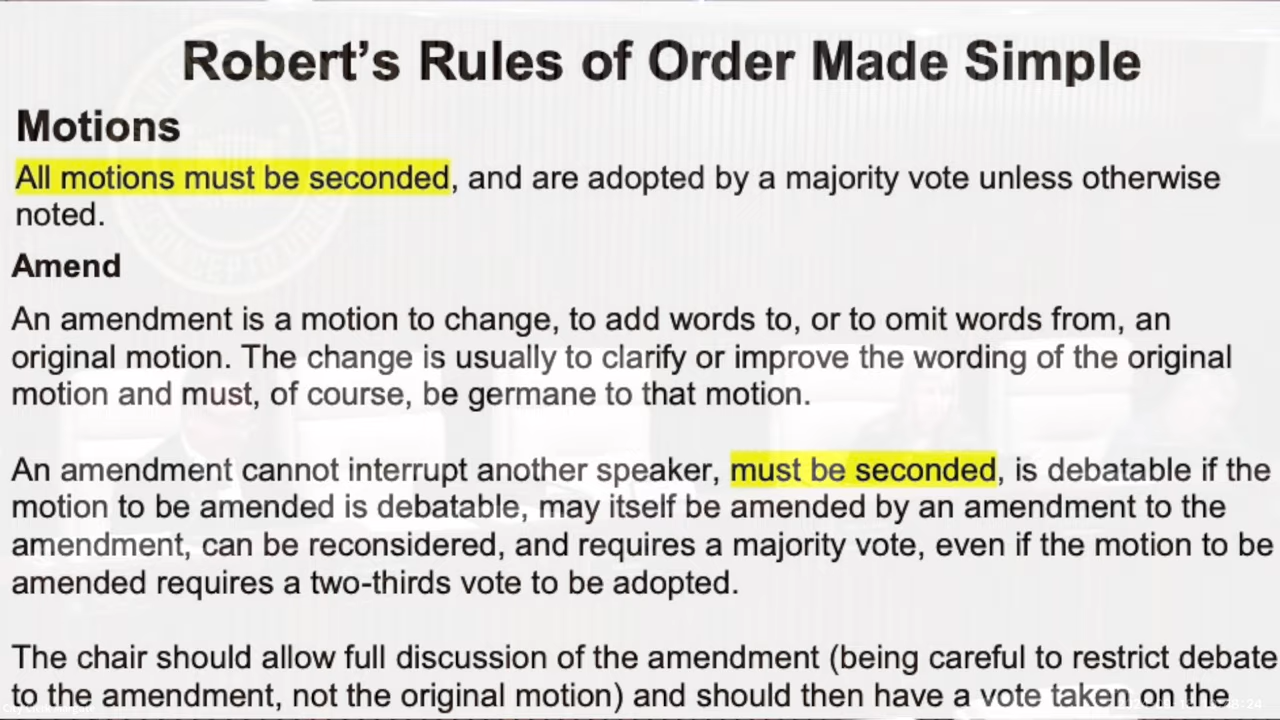 Robert’s Rules of Order Made Simple
Motions
All motions must be seconded, and are adopted by a majority vote unless otherwise
noted.
Amend
An amendment is a motion to change, to add words to, or to omit words from, an
original motion. The change is usually to clarify or improve the wording of the original
motion and must, of course, be germane to that motion.
An amendment cannot interrupt another speaker, must be seconded, is debatable if the
motion to be amended is debatable, may itself be amended by an amendment to the
amendment, can be reconsidered, and requires a majority vote, even if the motion to be
amended requires a two-thirds vote to be adopted.
The chair should allow full discussion of the amendment (being careful to restrict debate
to the amendment, not the original motion) and should then have a vote taken on the